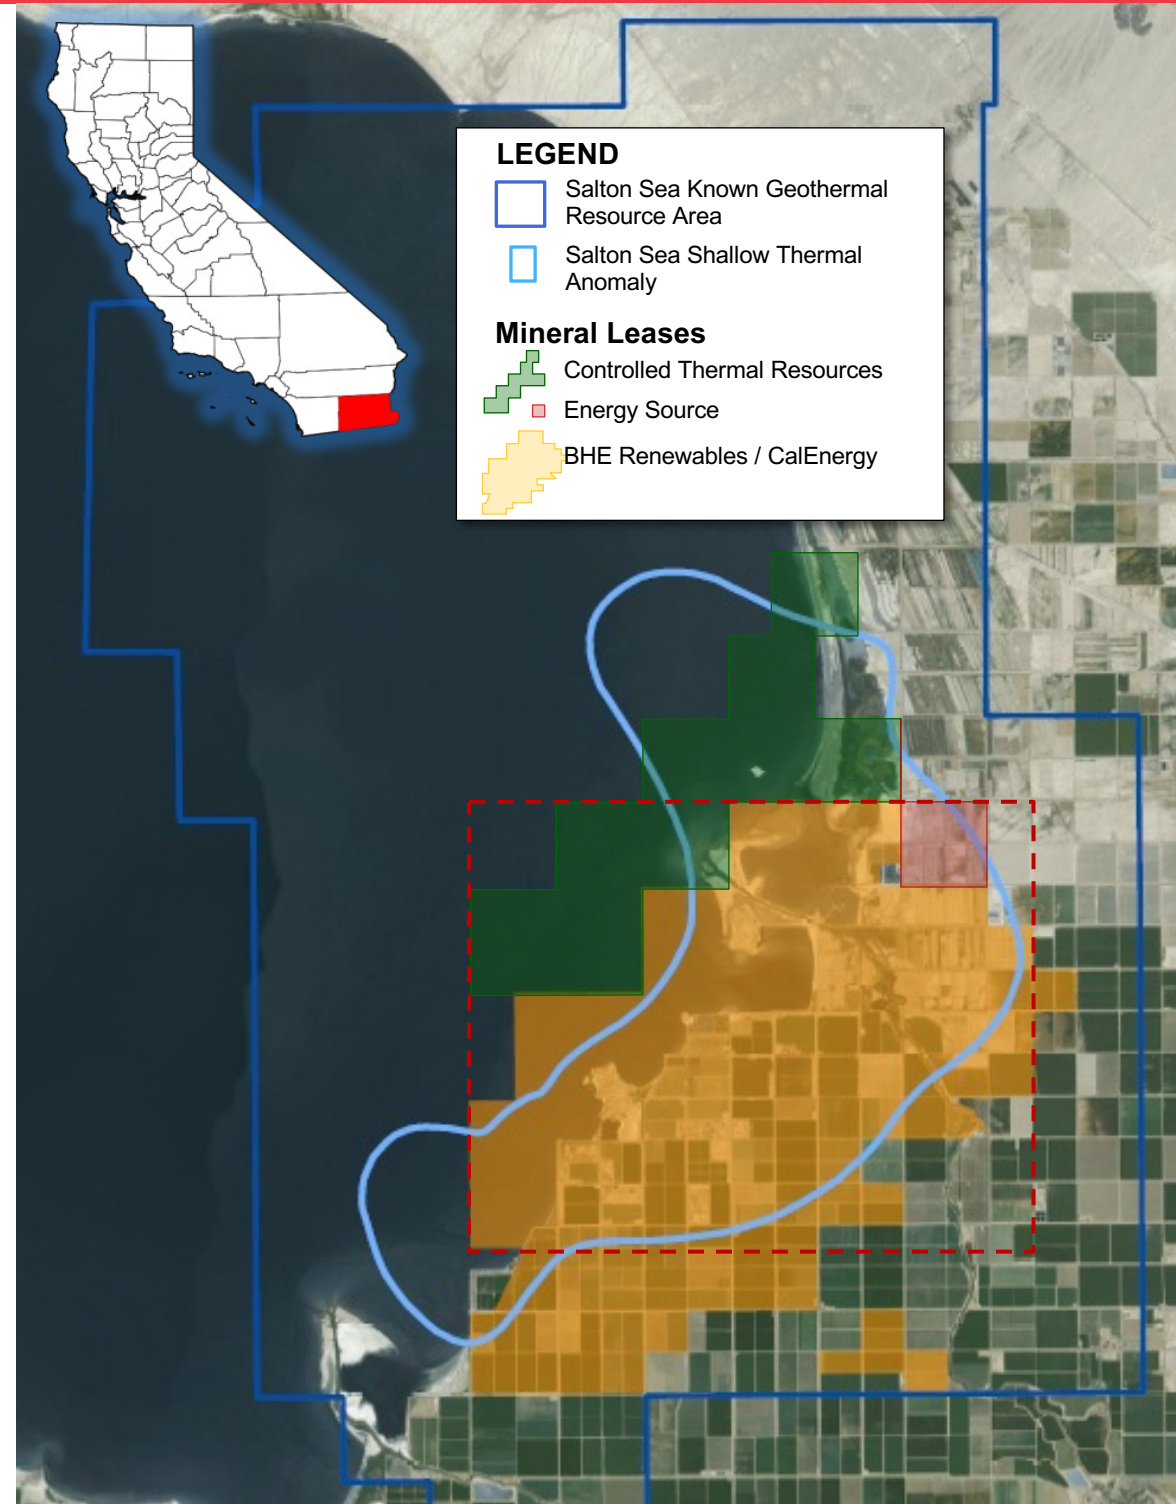 LEGEND
Salton Sea Known Geothermal
Resource Area
Salton Sea Shallow Thermal
Anomaly
Mineral Leases
Controlled Thermal Resources
Energy Source
BHE Renewables / CalEnergy